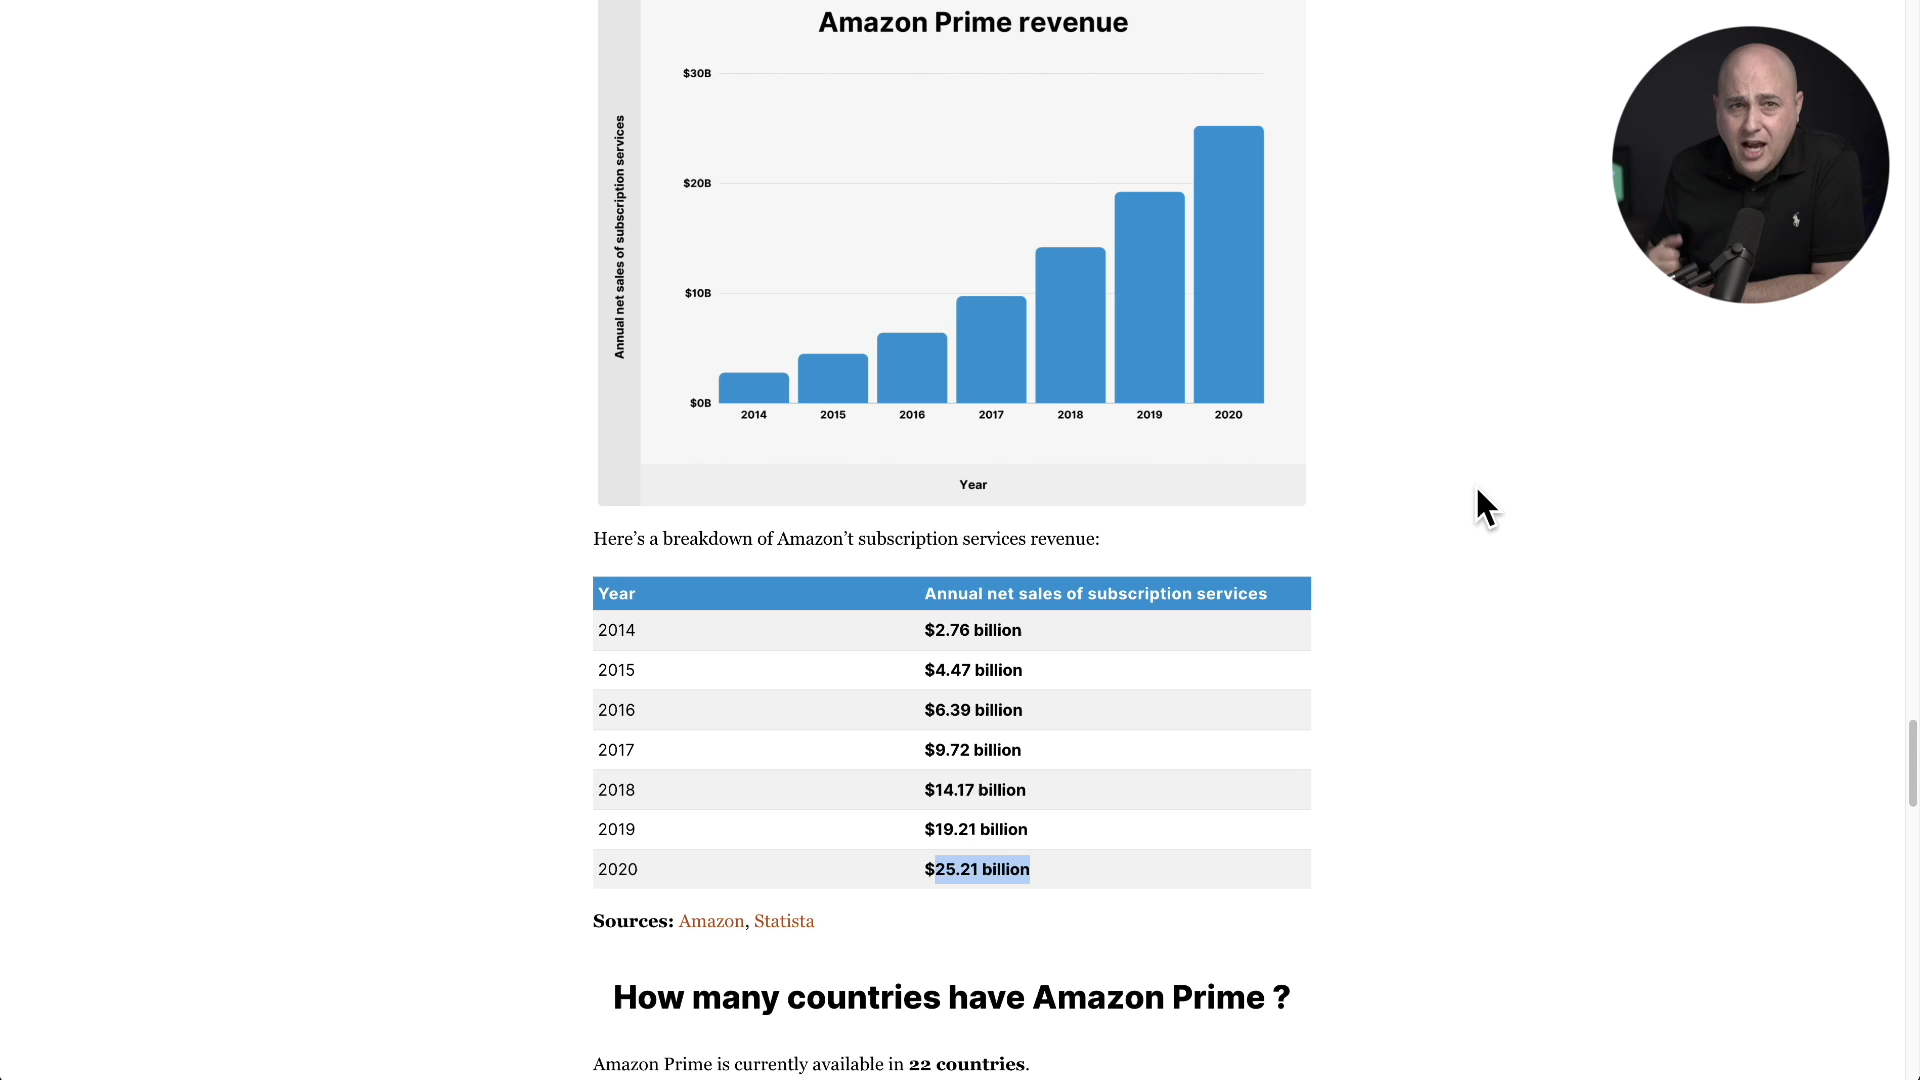 Amazon Prime revenue
Annual net sales of subscription services
$30B
$20B
$10B
$0B
2014 2015 2016 2017 2018 2019 2020
Year
Here’s a breakdown of Amazon’t subscription services revenue:
Year Annual net sales of subscription services
2014 $2.76 billion
2015 $4.47 billion
2016 $6.39 billion
2017 $9.72 billion
2018 $14.17 billion
2019 $19.21 billion
2020 $25.21 billion
Sources: Amazon, Statista
How many countries have Amazon Prime ?
Amazon Prime is currently available in 22 countries.